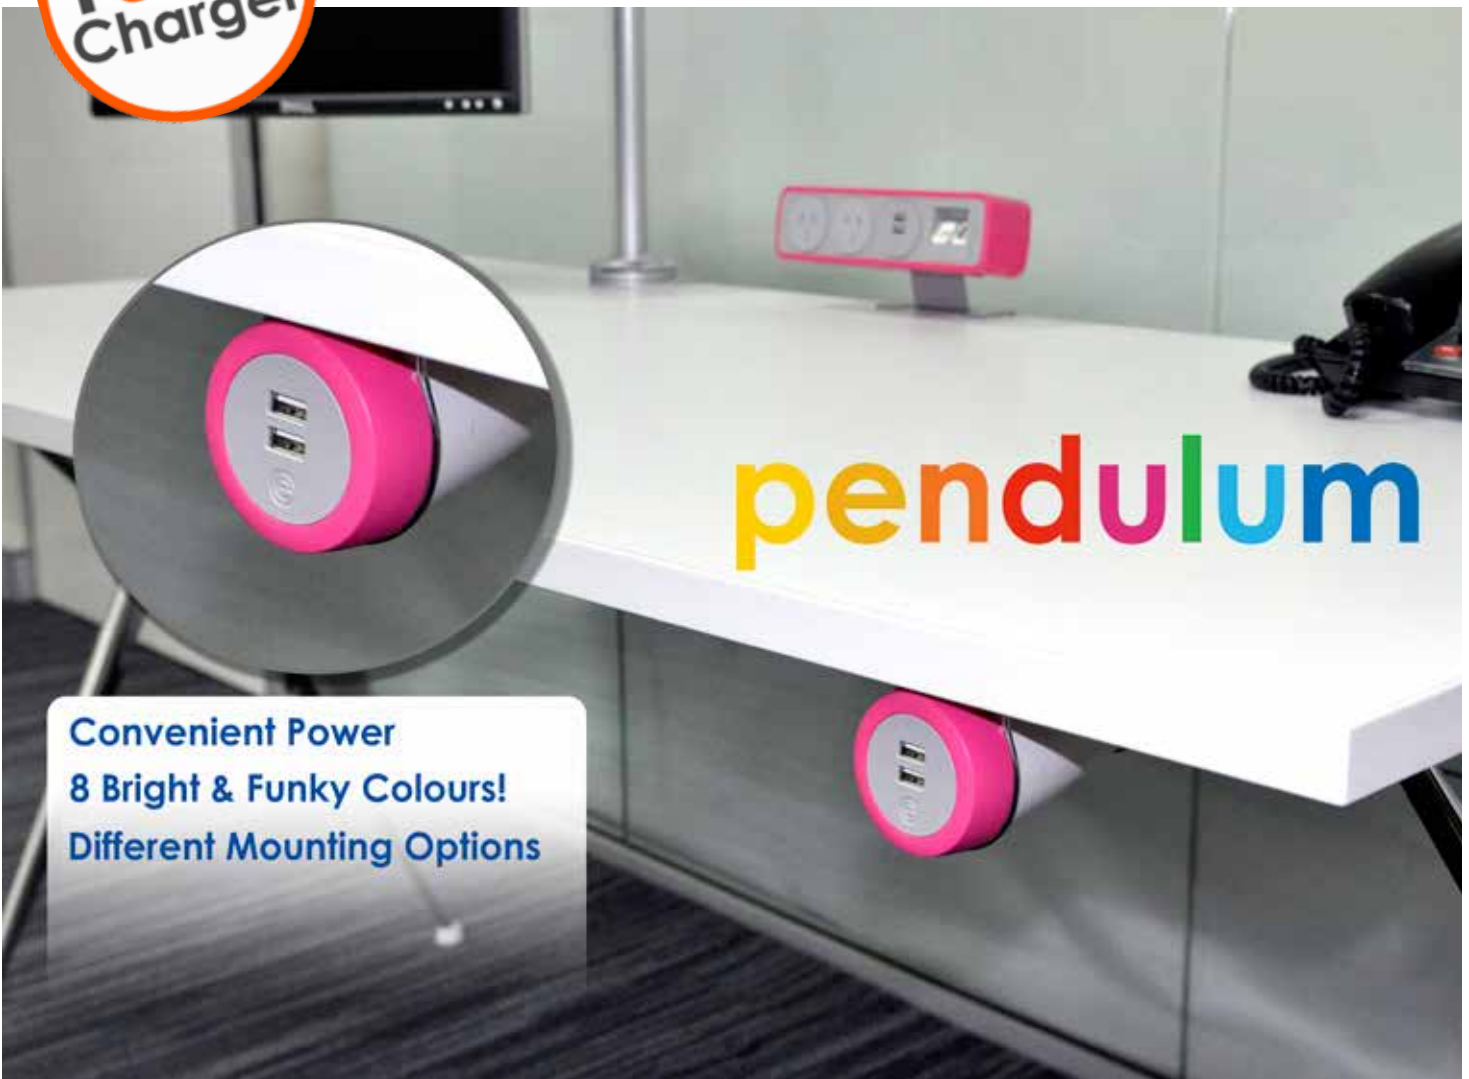 Charger
pendulum
Convenient Power
8 Bright & Funky Colours!
Different Mounting Options